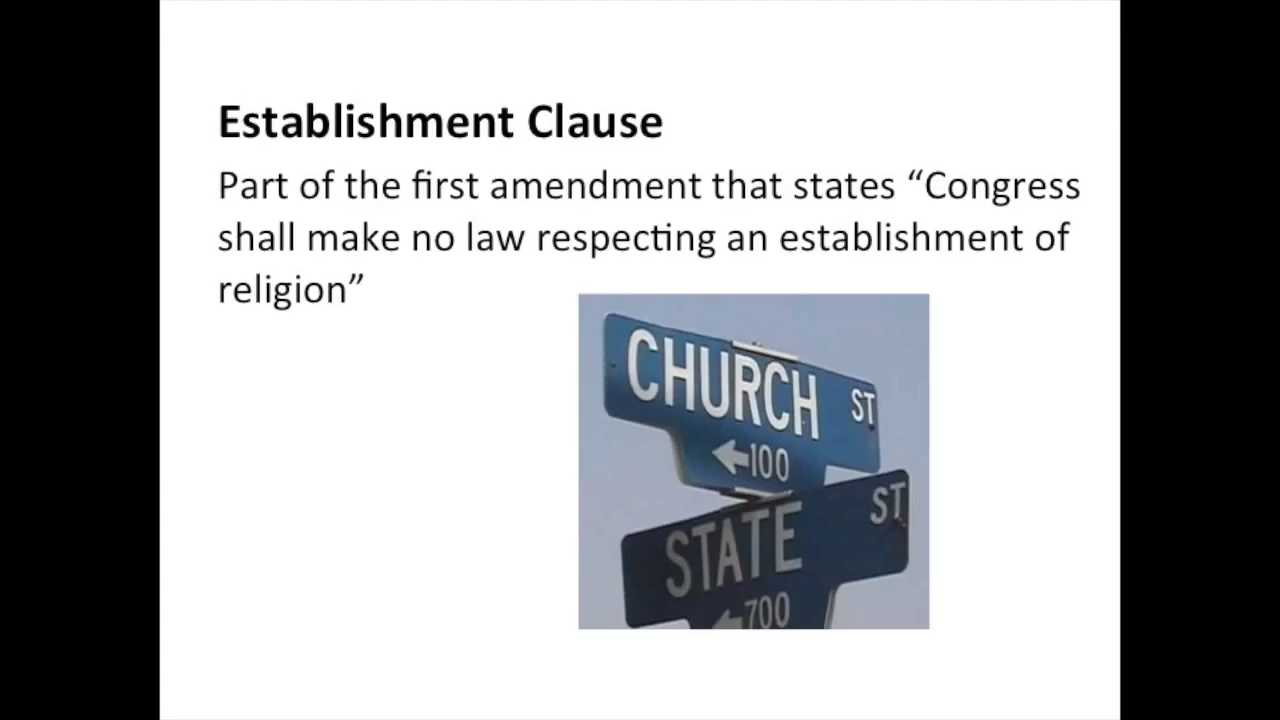 Establishment Clause
Part of the first amendment that states “Congress
shall make no law respecting an establishment of
religion”
CHURCH ST
←100
STATE ST
←700